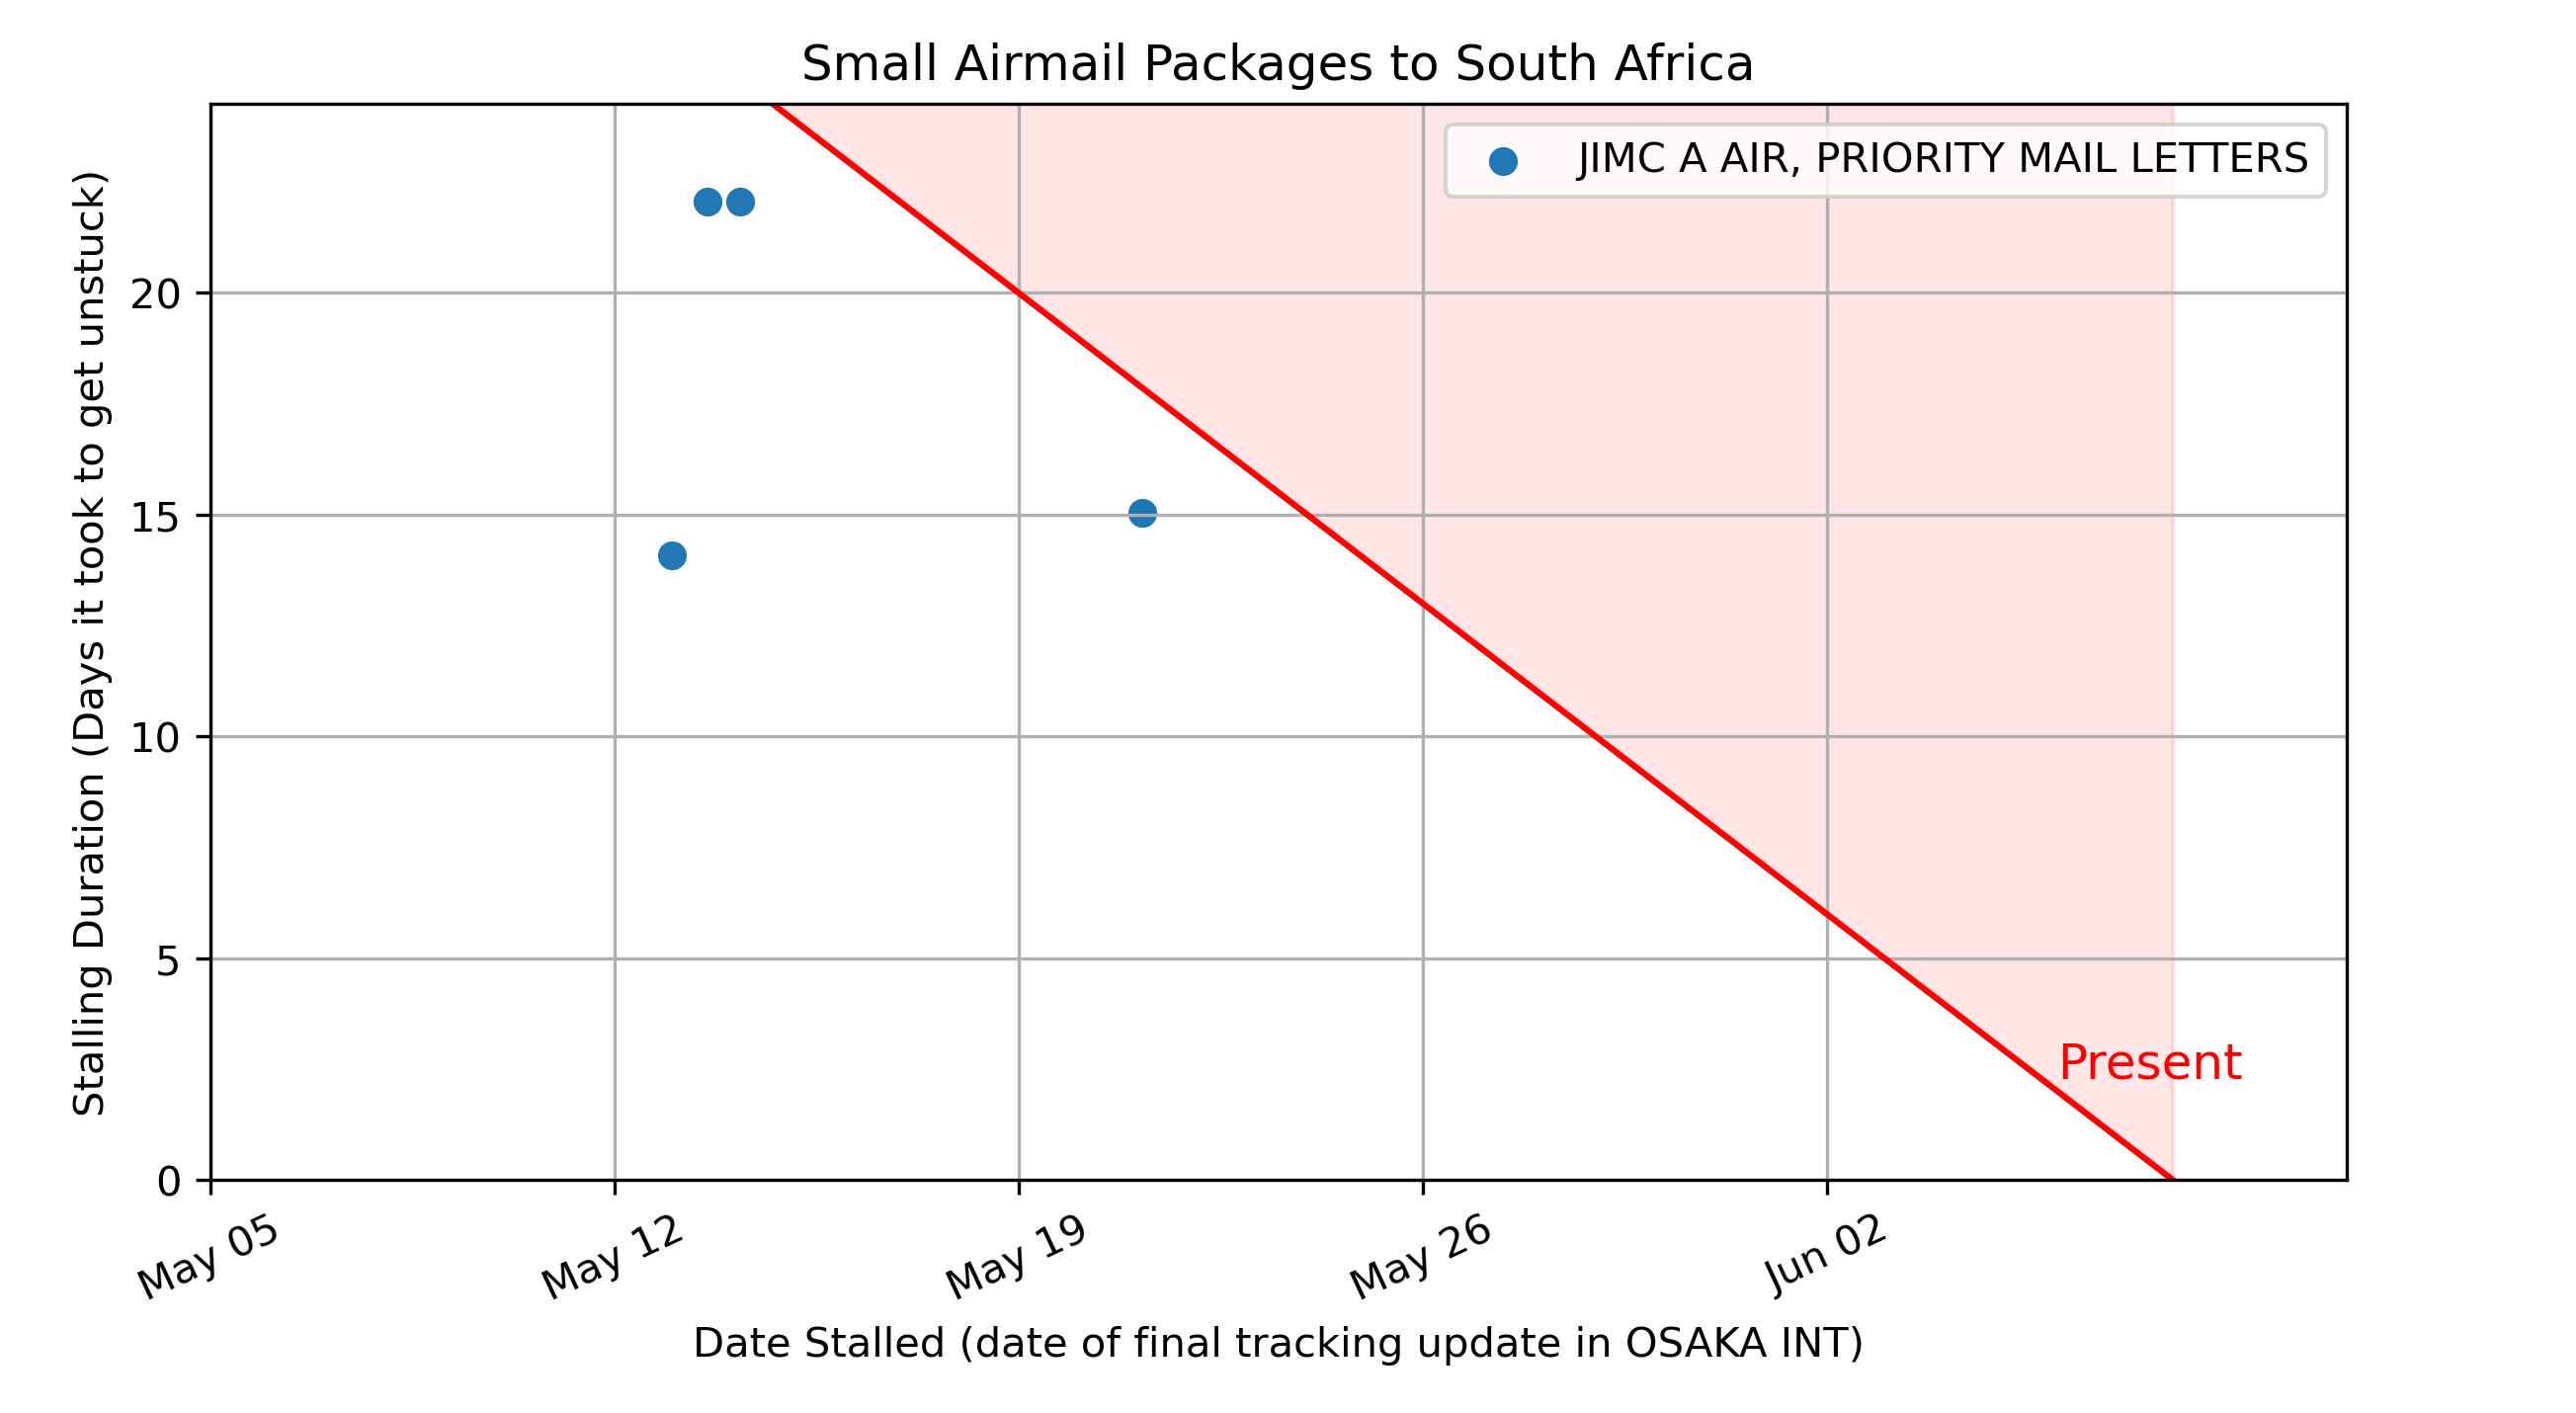 Small Airmail Packages to South Africa
JIMC A AIR, PRIORITY MAIL LETTERS
Stalling Duration (Days it took to get unstuck)
20
15
10
5
0
Present
May 05
May 12
May 19
May 26
Jun 02
Date Stalled (date of final tracking update in OSAKA INT)